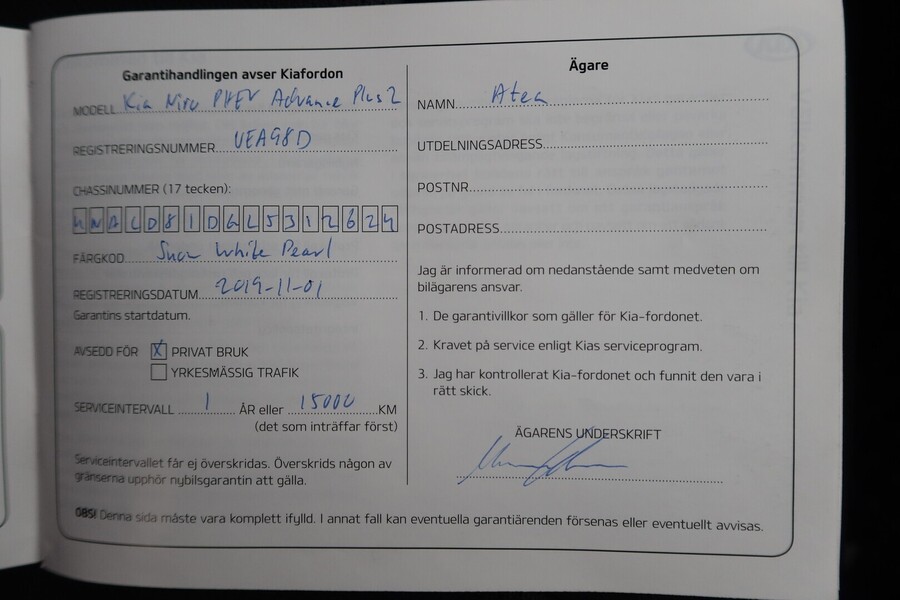 Garantihandlingen avser Kiafordon
MODELL Kia Niro PHEV Advance Plus 2
REGISTRERINGSNUMMER UEA98D
CHASSINUMMER (17 tecken):
KNACD81DGL5312624
FÄRGKOD Snow White Pearl
REGISTRERINGSDATUM 2019-11-01
Garantins startdatum.
AVSEDD FÖR X PRIVAT BRUK
YRKESMÄSSIG TRAFIK
SERVICEINTERVALL 1 ÅR eller 15000 KM
(det som inträffar först)
Serviceintervallet får ej överskridas. Överskrids någon av
gränserna upphör nybilsgarantin att gälla.
Ägare
NAMN Atea
UTDELNINGSADRESS
POSTNR
POSTADRESS
Jag är informerad om nedanstående samt medveten om
bilägarens ansvar.
1. De garantivillkor som gäller för Kia-fordonet.
2. Kravet på service enligt Kias serviceprogram.
3. Jag har kontrollerat Kia-fordonet och funnit den vara i
rätt skick.
ÄGARENS UNDERSKRIFT
OBS! Denna sida måste vara komplett ifylld. I annat fall kan eventuella garantiärenden försenas eller eventuellt avvisas.